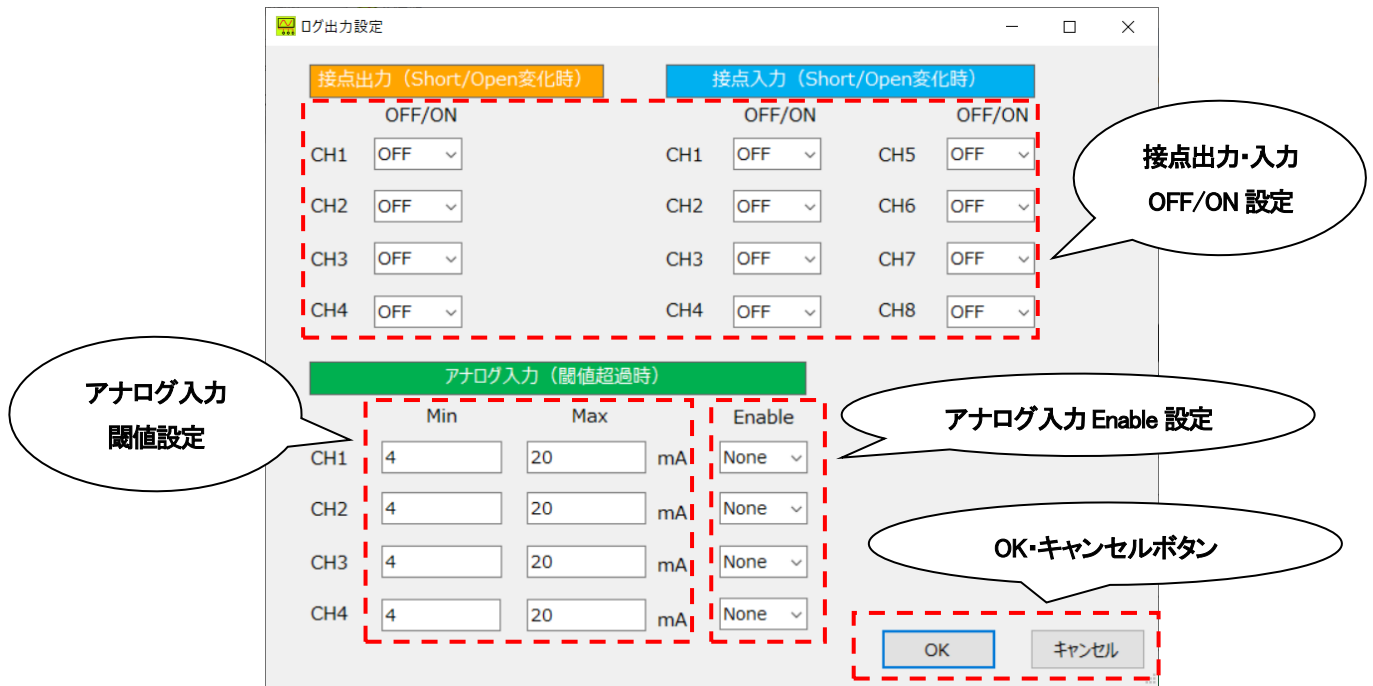 ログ出力設定
接点出力（Short/Open変化時） 接点入力（Short/Open変化時）
OFF/ON OFF/ON OFF/ON
CH1 OFF CH1 OFF CH5 OFF
CH2 OFF CH2 OFF CH6 OFF
CH3 OFF CH3 OFF CH7 OFF
CH4 OFF CH4 OFF CH8 OFF
接点出力・入力
OFF/ON 設定
アナログ入力（閾値超過時）
Min Max Enable
CH1 4 20 mA None
CH2 4 20 mA None
CH3 4 20 mA None
CH4 4 20 mA None
アナログ入力
閾値設定
アナログ入力 Enable 設定
OK・キャンセルボタン
OK キャンセル